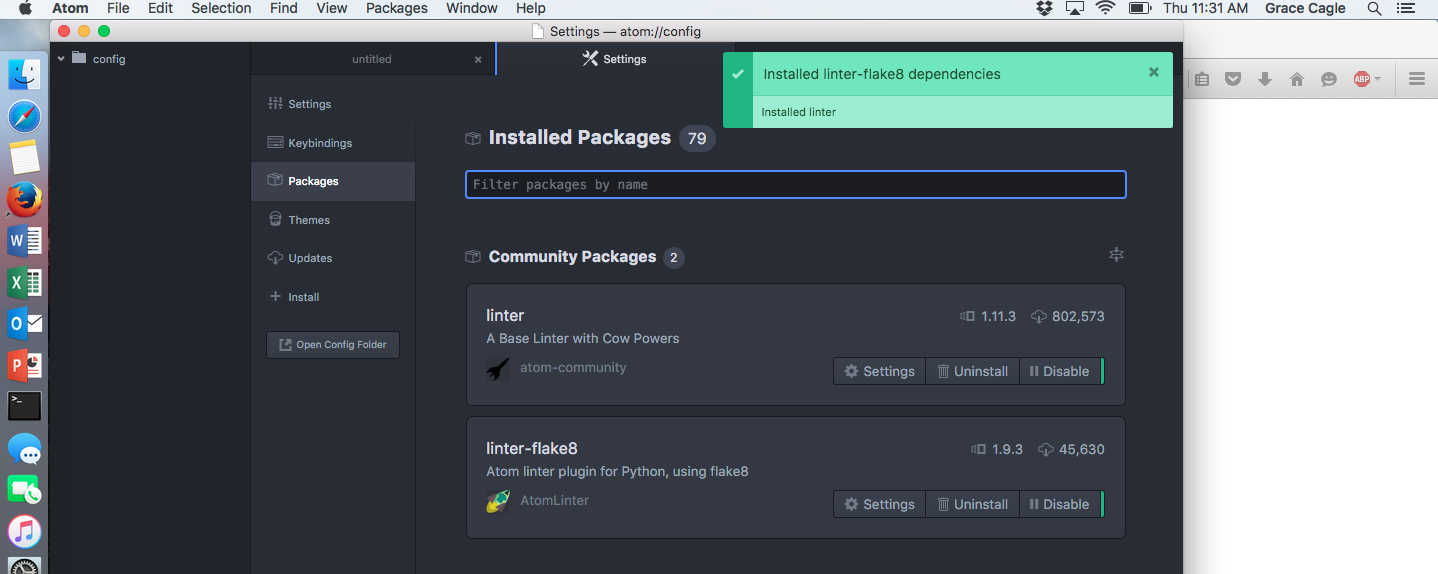 Atom File Edit Selection Find View Packages Window Help Thu 11:31 AM Grace Cagle
Settings — atom://config
config
untitled
Settings
Installed linter-flake8 dependencies
Installed linter
ABP
Settings
Keybindings
Packages
Themes
Updates
Install
Open Config Folder
Installed Packages 79
Filter packages by name
Community Packages 2
linter 1.11.3 802,573
A Base Linter with Cow Powers
atom-community Settings Uninstall Disable
linter-flake8 1.9.3 45,630
Atom linter plugin for Python, using flake8
AtomLinter Settings Uninstall Disable
W
X
O
P
>_